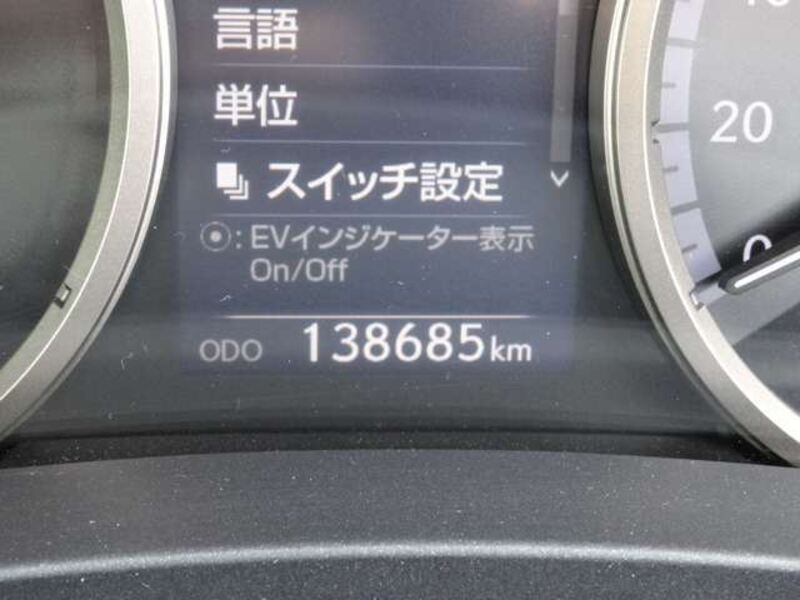 言語
単位
20
スイッチ設定
:EVインジケーター表示
On/Off
0
ODO 138685km